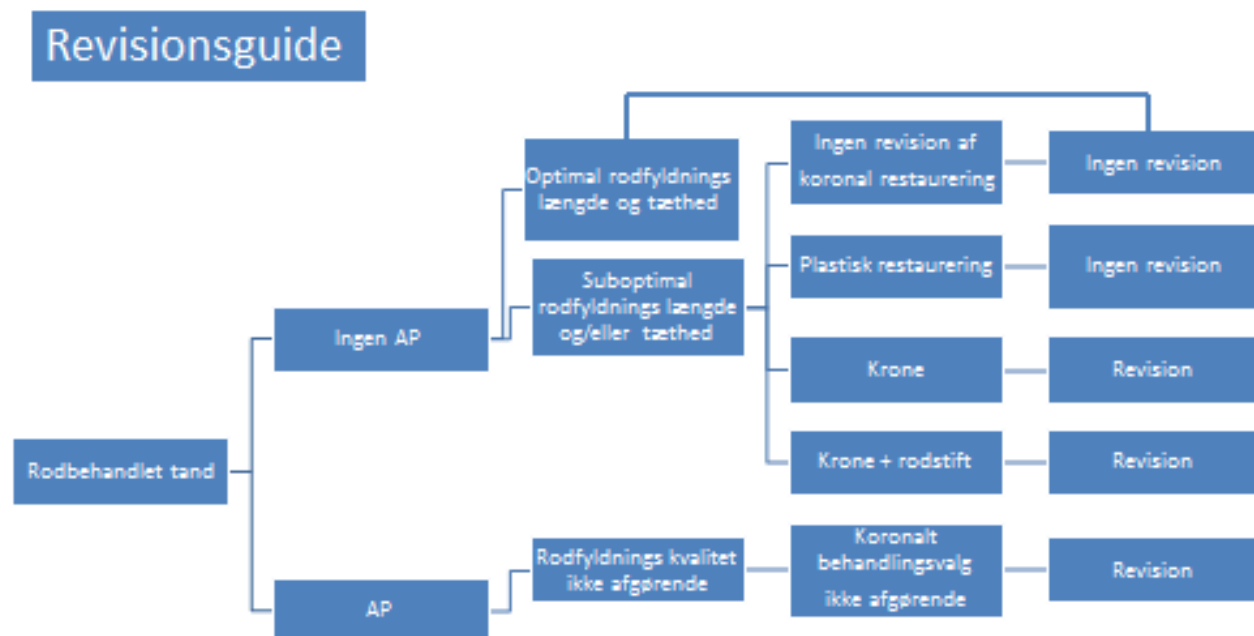 Revisionsguide
Optimal rodfyldnings
længde og tæthed
Ingen revision af
koronal restaurering
Ingen revision
Suboptimal
rodfyldnings længde
og/eller tæthed
Plastisk restaurering
Ingen revision
Ingen AP
Krone
Revision
Rodbehandlet tand
Krone + rodstift
Revision
AP
Rodfyldnings kvalitet
ikke afgørende
Koronalt
behandlingsvalg
ikke afgørende
Revision